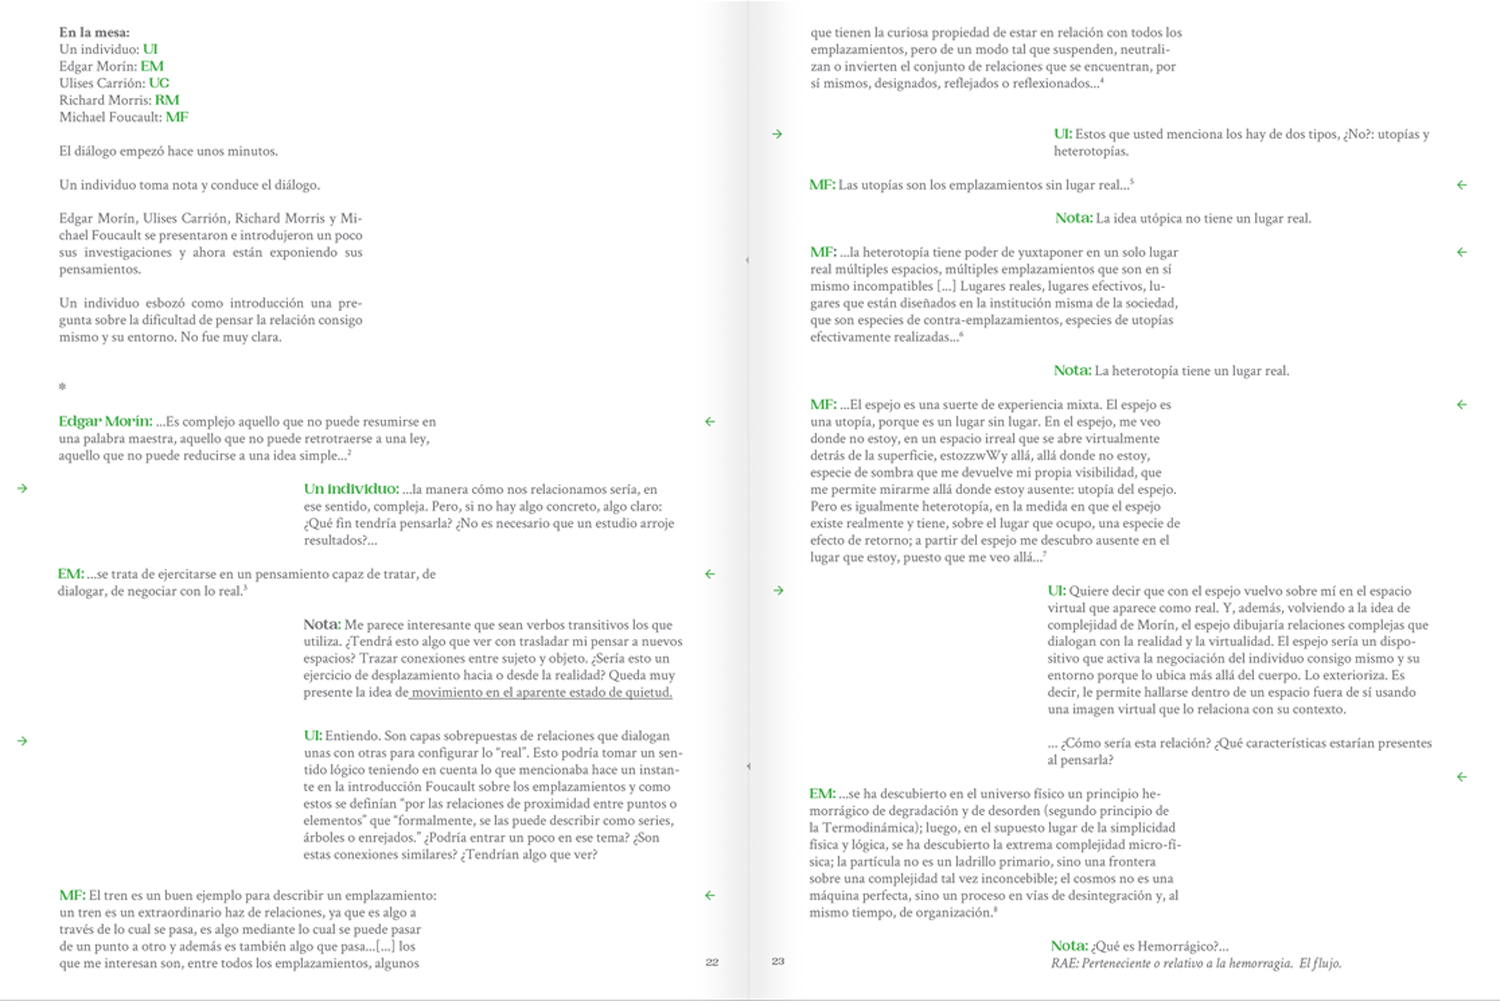 En la mesa:
Un individuo: UI
Edgar Morín: EM
Ulises Carrión: UC
Richard Morris: RM
Michael Foucault: MF
El diálogo empezó hace unos minutos.
Un individuo toma nota y conduce el diálogo.
Edgar Morín, Ulises Carrión, Richard Morris y Mi-
chael Foucault se presentaron e introdujeron un poco
sus investigaciones y ahora están exponiendo sus
pensamientos.
Un individuo esbozó como introducción una pre-
gunta sobre la dificultad de pensar la relación consigo
mismo y su entorno. No fue muy clara.
*
Edgar Morín: ...Es complejo aquello que no puede resumirse en
una palabra maestra, aquello que no puede retrotraerse a una ley,
aquello que no puede reducirse a una idea simple...²
Un individuo: ...la manera cómo nos relacionamos sería, en
ese sentido, compleja. Pero, si no hay algo concreto, algo claro:
¿Qué fin tendría pensarla? ¿No es necesario que un estudio arroje
resultados?...
EM: ...se trata de ejercitarse en un pensamiento capaz de tratar, de
dialogar, de negociar con lo real.³
Nota: Me parece interesante que sean verbos transitivos los que
utiliza. ¿Tendrá esto algo que ver con trasladar mi pensar a nuevos
espacios? Trazar conexiones entre sujeto y objeto. ¿Sería esto un
ejercicio de desplazamiento hacia o desde la realidad? Queda muy
presente la idea de movimiento en el aparente estado de quietud.
UI: Entiendo. Son capas sobrepuestas de relaciones que dialogan
unas con otras para configurar lo “real”. Esto podría tomar un sen-
tido lógico teniendo en cuenta lo que mencionaba hace un instan-
te en la introducción Foucault sobre los emplazamientos y como
estos se definían “por las relaciones de proximidad entre puntos o
elementos” que “formalmente, se las puede describir como series,
árboles o enrejados.” ¿Podría entrar un poco en ese tema? ¿Son
estas conexiones similares? ¿Tendrían algo que ver?
MF: El tren es un buen ejemplo para describir un emplazamiento:
un tren es un extraordinario haz de relaciones, ya que es algo a
través de lo cual se pasa, es algo mediante lo cual se puede pasar
de un punto a otro y además es también algo que pasa...[...] los
que me interesan son, entre todos los emplazamientos, algunos
22
que tienen la curiosa propiedad de estar en relación con todos los
emplazamientos, pero de un modo tal que suspenden, neutrali-
zan o invierten el conjunto de relaciones que se encuentran, por
sí mismos, designados, reflejados o reflexionados...⁴
UI: Estos que usted menciona los hay de dos tipos, ¿No?: utopías y
heterotopías.
MF: Las utopías son los emplazamientos sin lugar real...⁵
Nota: La idea utópica no tiene un lugar real.
MF: ...la heterotopía tiene poder de yuxtaponer en un solo lugar
real múltiples espacios, múltiples emplazamientos que son en sí
mismo incompatibles [...] Lugares reales, lugares efectivos, lu-
gares que están diseñados en la institución misma de la sociedad,
que son especies de contra-emplazamientos, especies de utopías
efectivamente realizadas...⁶
Nota: La heterotopía tiene un lugar real.
MF: ...El espejo es una suerte de experiencia mixta. El espejo es
una utopía, porque es un lugar sin lugar. En el espejo, me veo
donde no estoy, en un espacio irreal que se abre virtualmente
detrás de la superficie, estozzwWy allá, allá donde no estoy,
especie de sombra que me devuelve mi propia visibilidad, que
me permite mirarme allá donde estoy ausente: utopía del espejo.
Pero es igualmente heterotopía, en la medida en que el espejo
existe realmente y tiene, sobre el lugar que ocupo, una especie de
efecto de retorno; a partir del espejo me descubro ausente en el
lugar que estoy, puesto que me veo allá...⁷
UI: Quiere decir que con el espejo vuelvo sobre mí en el espacio
virtual que aparece como real. Y, además, volviendo a la idea de
complejidad de Morín, el espejo dibujaría relaciones complejas que
dialogan con la realidad y la virtualidad. El espejo sería un dispo-
sitivo que activa la negociación del individuo consigo mismo y su
entorno porque lo ubica más allá del cuerpo. Lo exterioriza. Es
decir, le permite hallarse dentro de un espacio fuera de sí usando
una imagen virtual que lo relaciona con su contexto.
... ¿Cómo sería esta relación? ¿Qué características estarían presentes
al pensarla?
EM: ...se ha descubierto en el universo físico un principio he-
morrágico de degradación y de desorden (segundo principio de
la Termodinámica); luego, en el supuesto lugar de la simplicidad
física y lógica, se ha descubierto la extrema complejidad micro-fí-
sica; la partícula no es un ladrillo primario, sino una frontera
sobre una complejidad tal vez inconcebible; el cosmos no es una
máquina perfecta, sino un proceso en vías de desintegración y, al
mismo tiempo, de organización.⁸
Nota: ¿Qué es Hemorrágico?...
RAE: Perteneciente o relativo a la hemorragia. El flujo.
23